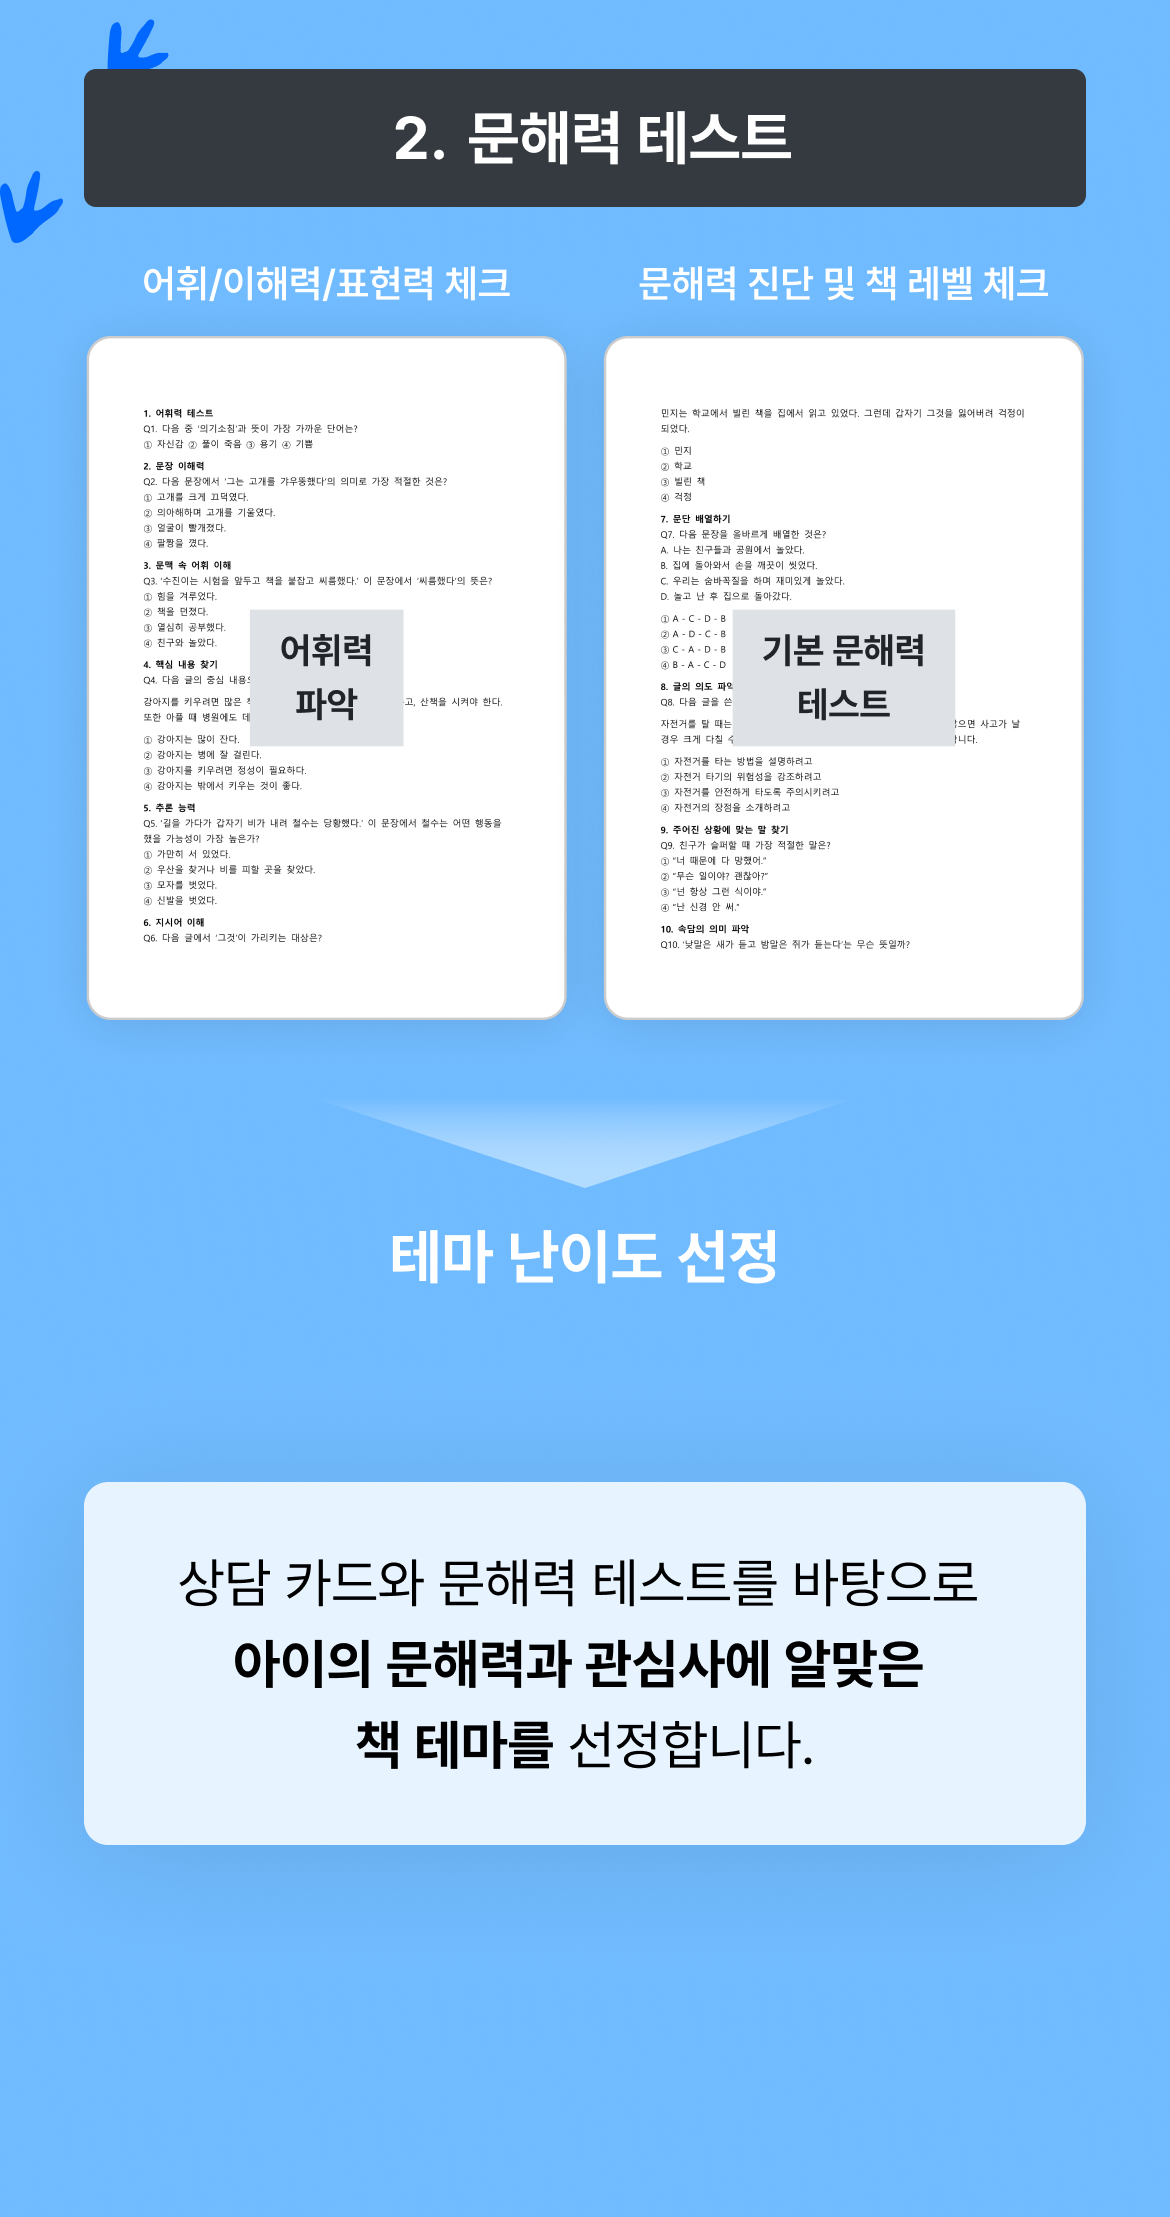 2. 문해력 테스트
어휘/이해력/표현력 체크
1. 어휘력 테스트
Q1. 다음 중 '의기소침'과 뜻이 가장 가까운 단어는?
① 자신감 ② 풀이 죽음 ③ 용기 ④ 기쁨
2. 문장 이해력
Q2. 다음 문장에서 '그는 고개를 갸우뚱했다'의 의미로 가장 적절한 것은?
① 고개를 크게 끄덕였다.
② 의아해하며 고개를 기울였다.
③ 얼굴이 빨개졌다.
④ 팔짱을 꼈다.
3. 문맥 속 어휘 이해
Q3. '수진이는 시험을 앞두고 책을 붙잡고 씨름했다.' 이 문장에서 '씨름했다'의 뜻은?
① 힘을 겨루었다.
② 책을 던졌다.
③ 열심히 공부했다.
④ 친구와 놀았다.
4. 핵심 내용 찾기
Q4. 다음 글의 중심 내용
강아지를 키우려면 많은 고, 산책을 시켜야 한다.
또한 아플 때 병원에도 데
① 강아지는 많이 잔다.
② 강아지는 병에 잘 걸린다.
③ 강아지를 키우려면 정성이 필요하다.
④ 강아지는 밖에서 키우는 것이 좋다.
5. 추론 능력
Q5. '길을 가다가 갑자기 비가 내려 철수는 당황했다.' 이 문장에서 철수는 어떤 행동을
했을 가능성이 가장 높은가?
① 가만히 서 있었다.
② 우산을 찾거나 비를 피할 곳을 찾았다.
③ 모자를 벗었다.
④ 신발을 벗었다.
6. 지시어 이해
Q6. 다음 글에서 '그것'이 가리키는 대상은?
어휘력
파악
문해력 진단 및 책 레벨 체크
민지는 학교에서 빌린 책을 집에서 읽고 있었다. 그런데 갑자기 그것을 잃어버려 걱정이
되었다.
① 민지
② 학교
③ 빌린 책
④ 걱정
7. 문단 배열하기
Q7. 다음 문장을 올바르게 배열한 것은?
A. 나는 친구들과 공원에서 놀았다.
B. 집에 돌아와서 손을 깨끗이 씻었다.
C. 우리는 숨바꼭질을 하며 재미있게 놀았다.
D. 놀고 난 후 집으로 돌아갔다.
① A - C - D - B
② A - D - C - B
③ C - A - D - B
④ B - A - C - D
8. 글의 의도 파악
Q8. 다음 글을 쓴
자전거를 탈 때는 으면 사고가 날
경우 크게 다칠 니다.
① 자전거를 타는 방법을 설명하려고
② 자전거 타기의 위험성을 강조하려고
③ 자전거를 안전하게 타도록 주의시키려고
④ 자전거의 장점을 소개하려고
9. 주어진 상황에 맞는 말 찾기
Q9. 친구가 슬퍼할 때 가장 적절한 말은?
① "너 때문에 다 망했어."
② "무슨 일이야? 괜찮아?"
③ "넌 항상 그런 식이야."
④ "난 신경 안 써."
10. 속담의 의미 파악
Q10. '낮말은 새가 듣고 밤말은 쥐가 듣는다'는 무슨 뜻일까?
기본 문해력
테스트
테마 난이도 선정
상담 카드와 문해력 테스트를 바탕으로
아이의 문해력과 관심사에 알맞은
책 테마를 선정합니다.